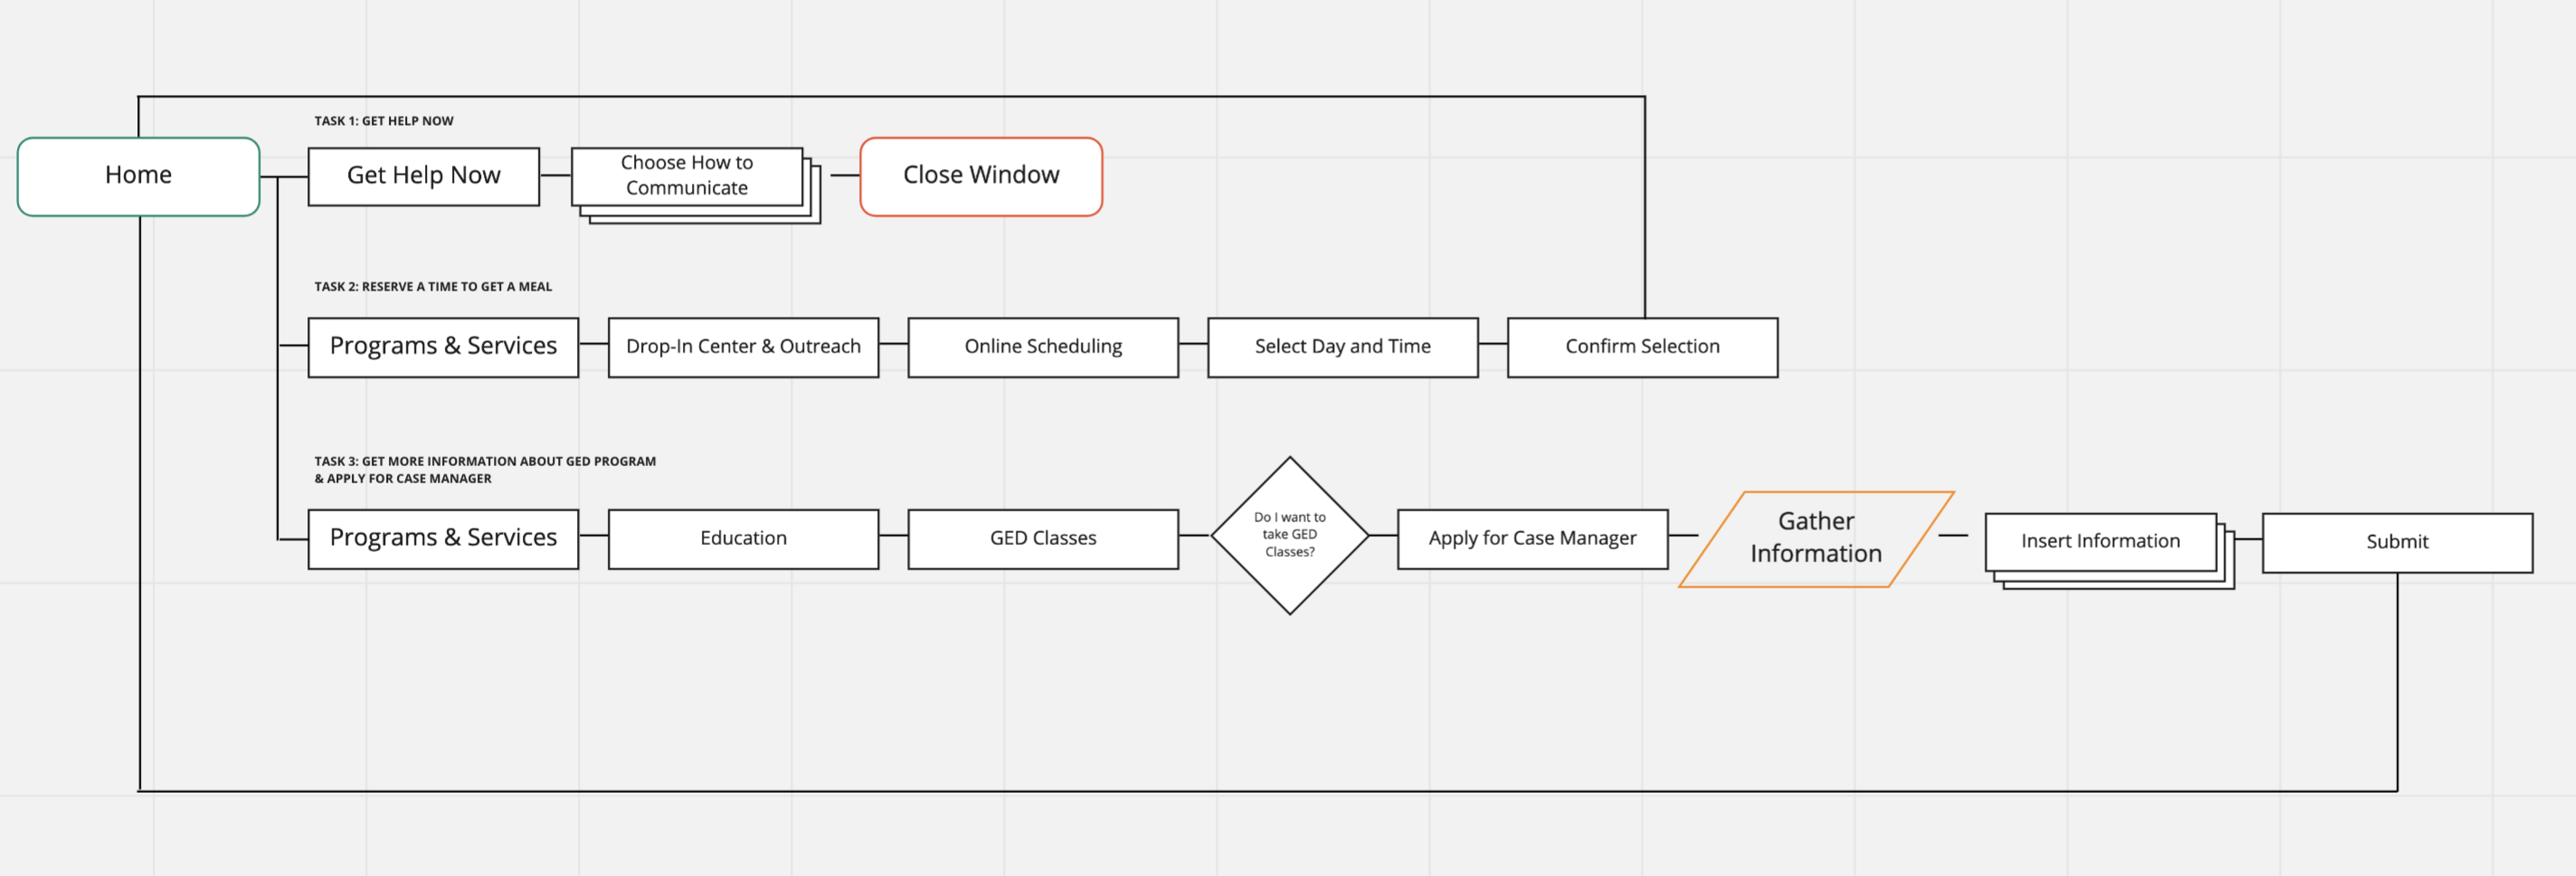 TASK 1: GET HELP NOW
Home
Get Help Now
Choose How to
Communicate
Close Window
TASK 2: RESERVE A TIME TO GET A MEAL
Programs & Services
Drop-In Center & Outreach
Online Scheduling
Select Day and Time
Confirm Selection
TASK 3: GET MORE INFORMATION ABOUT GED PROGRAM
& APPLY FOR CASE MANAGER
Programs & Services
Education
GED Classes
Do I want to
take GED
Classes?
Apply for Case Manager
Gather
Information
Insert Information
Submit